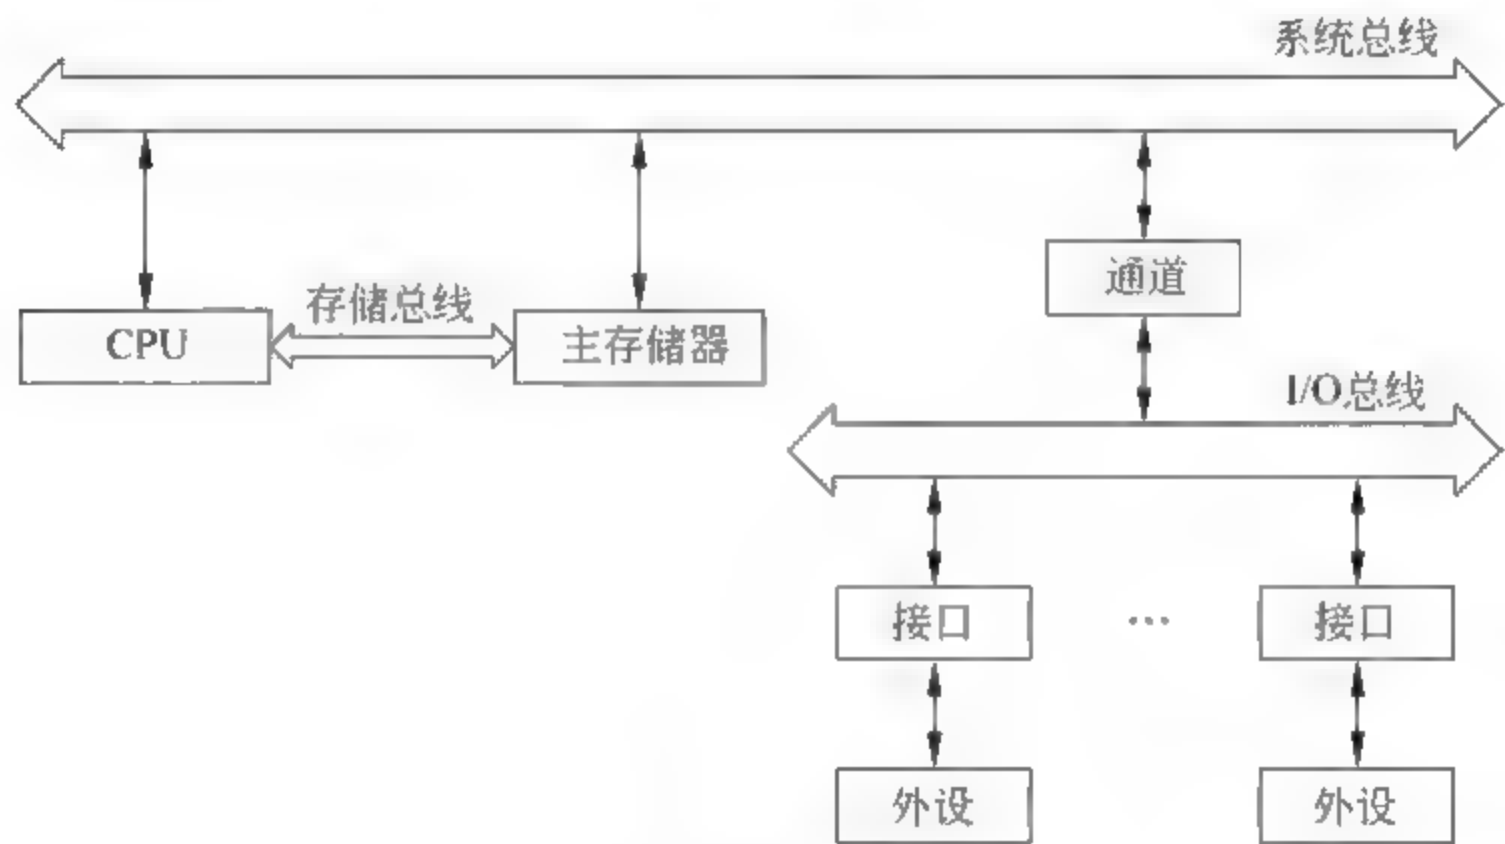 系统总线
通道
存储总线
CPU
主存储器
I/O总线
接口
...
接口
外设
外设